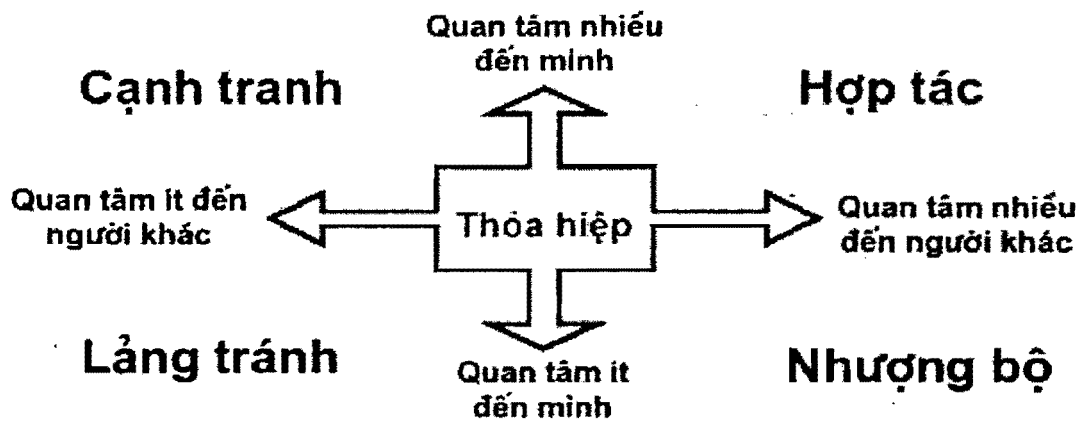 Quan tâm nhiều
đến mình
Cạnh tranh
Hợp tác
Quan tâm ít đến
người khác
Thỏa hiệp
Quan tâm nhiều
đến người khác
Lảng tránh
Quan tâm ít
đến mình
Nhượng bộ